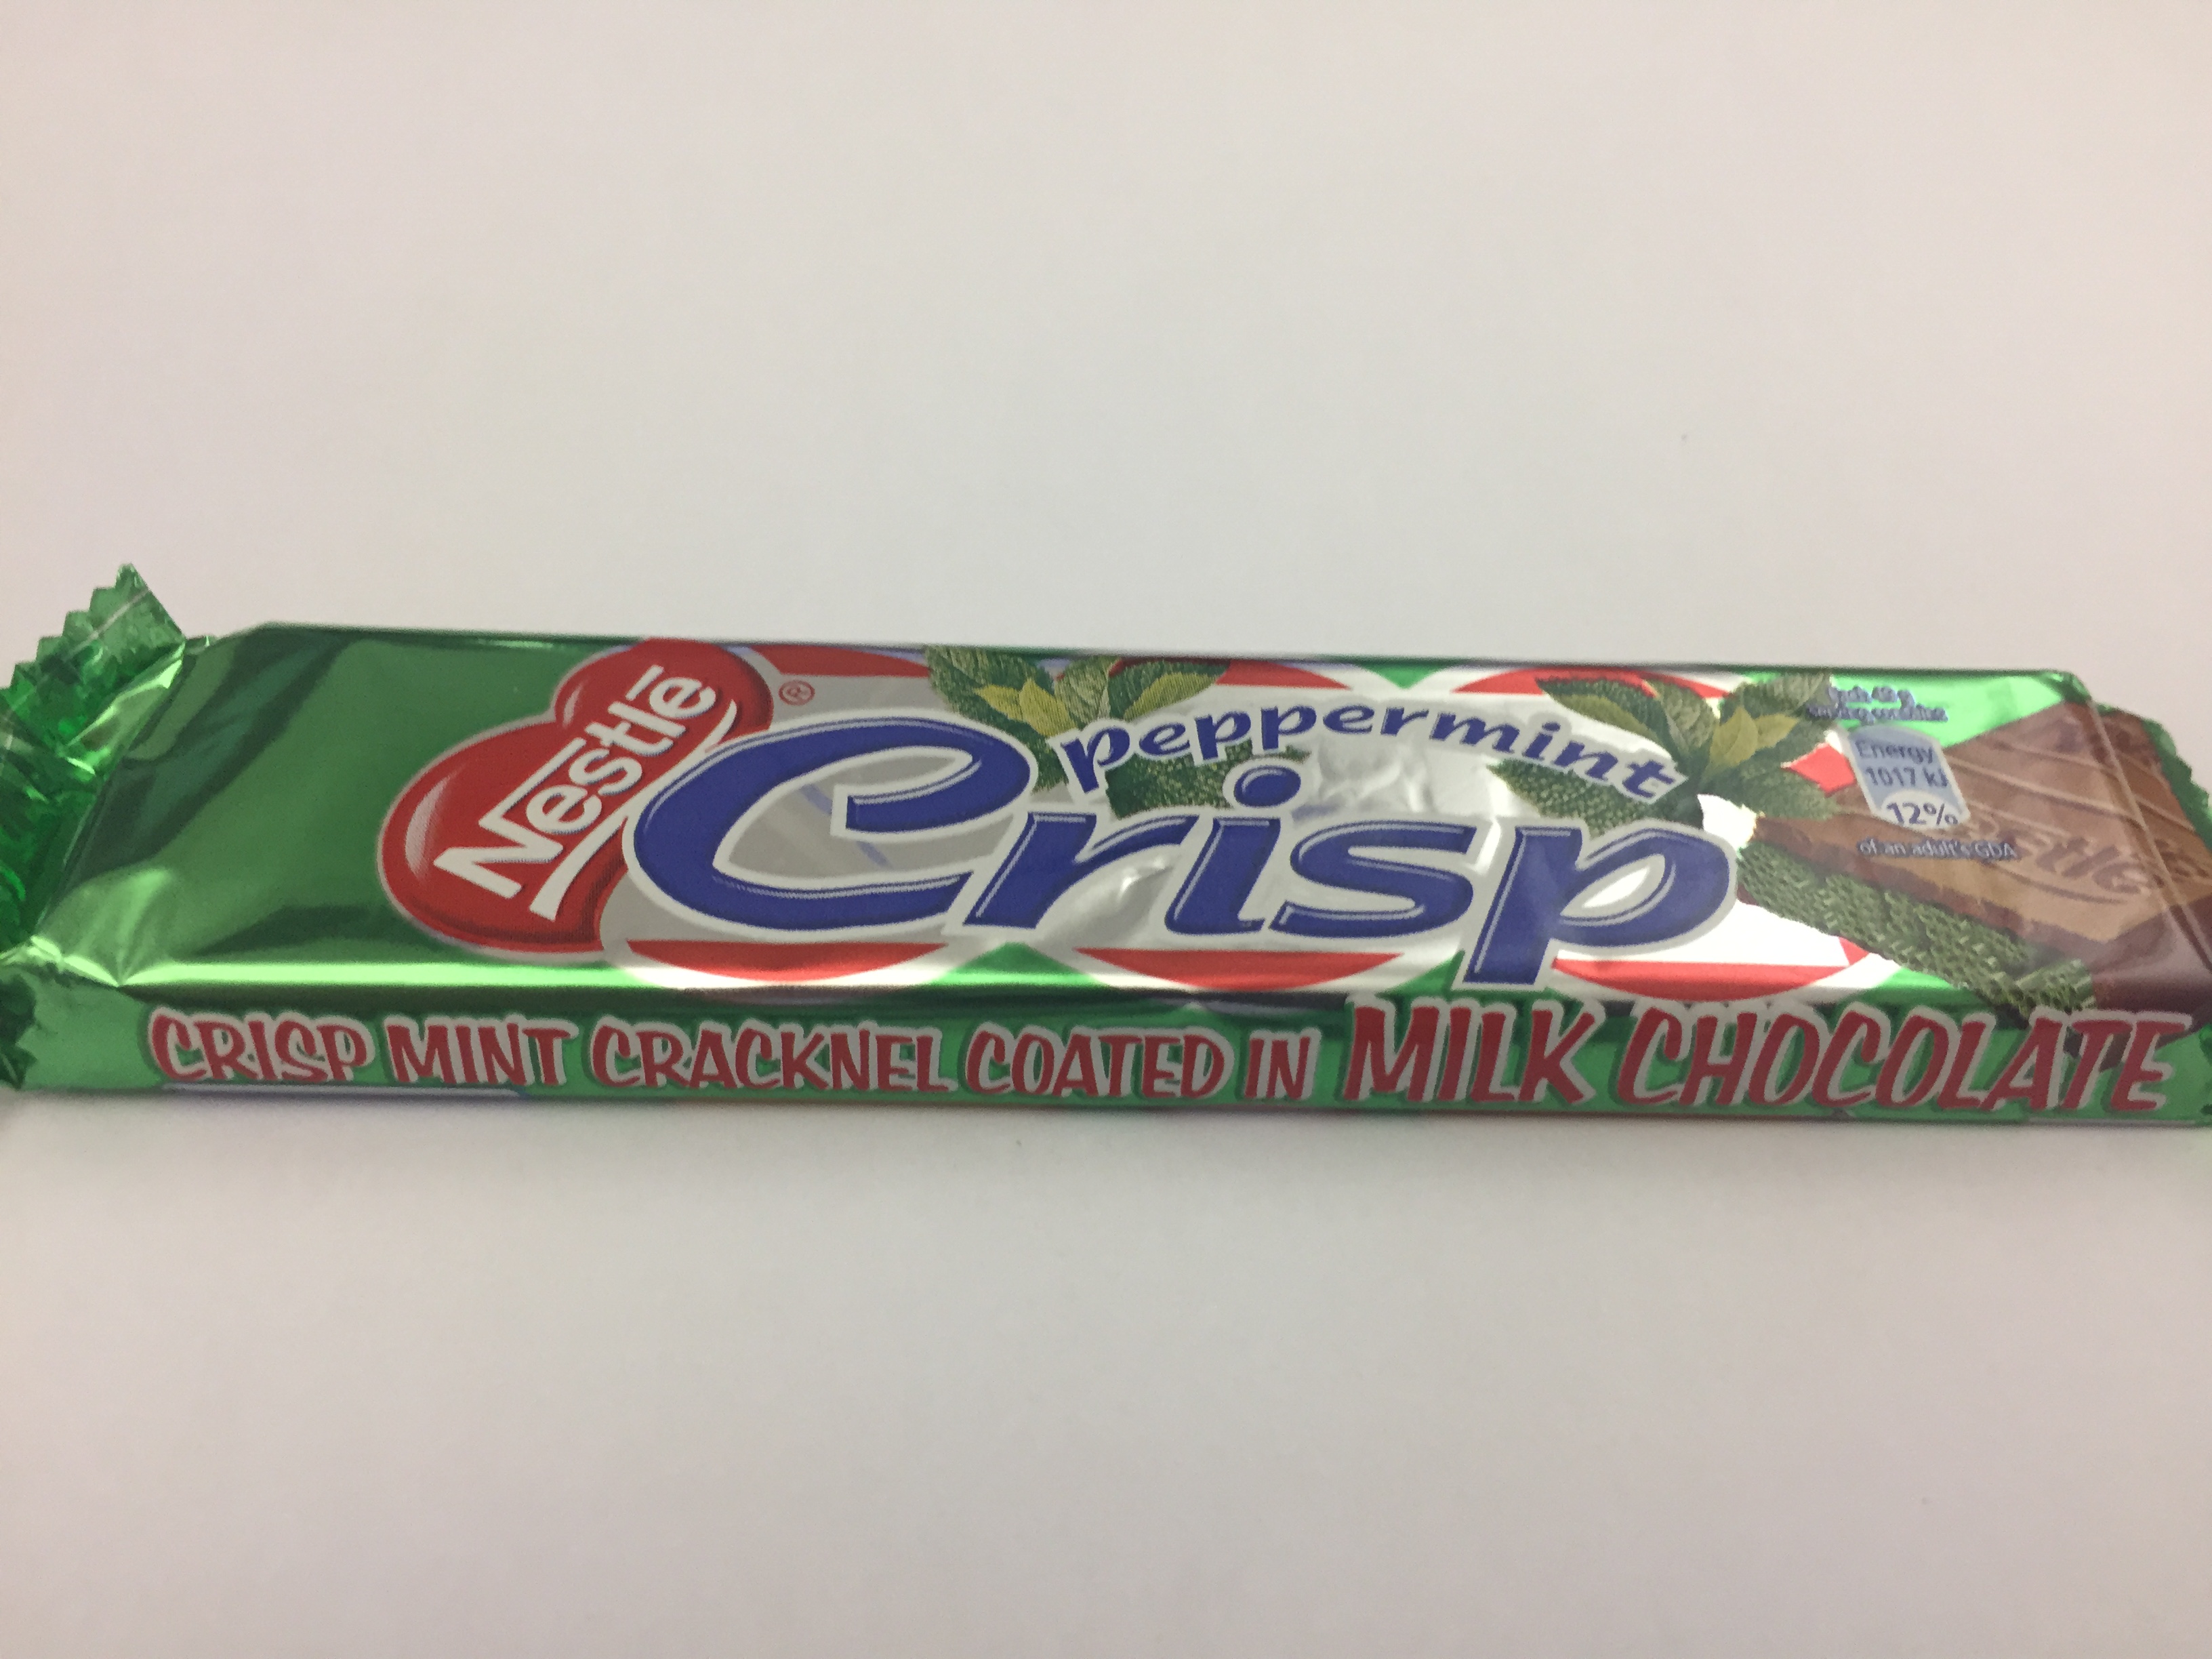 Nestlé ®
peppermint
Crisp
Energy
1017 kJ
12%
of an adult's GDA
CRISP MINT CRACKNEL COATED IN MILK CHOCOLATE